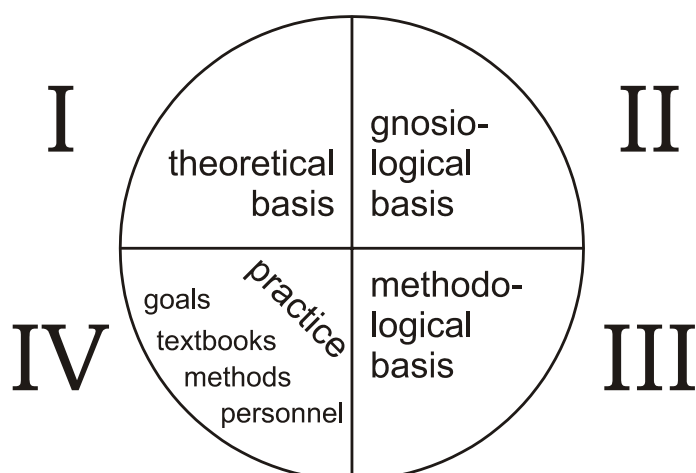 I
II
theoretical
basis
gnosio-
logical
basis
practice
goals
textbooks
methods
personnel
methodo-
logical
basis
IV
III